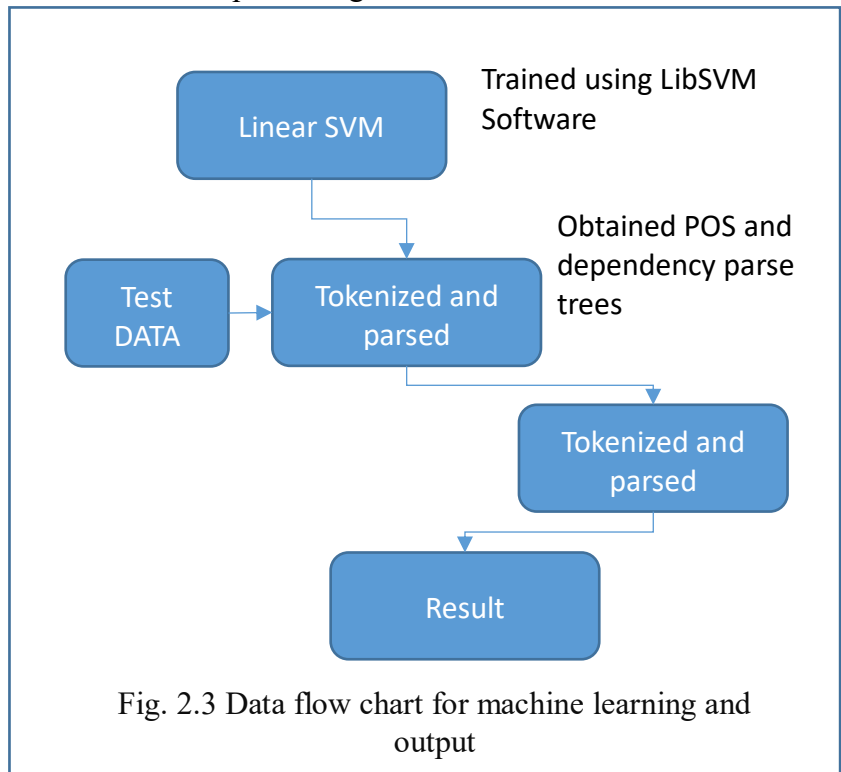 Trained using LibSVM
Software
Linear SVM
Obtained POS and
dependency parse
trees
Test
DATA
Tokenized and
parsed
Tokenized and
parsed
Result
Fig. 2.3 Data flow chart for machine learning and
output